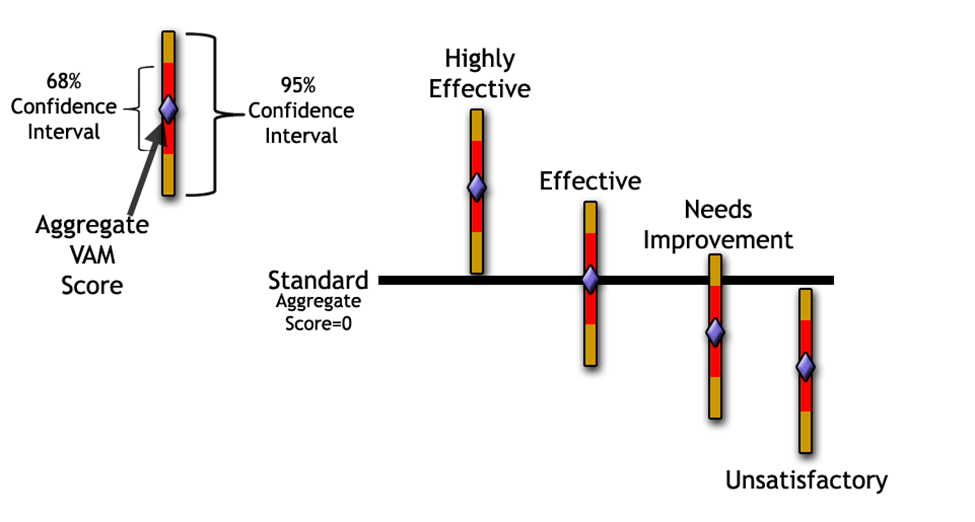 68%
Confidence
Interval
95%
Confidence
Interval
Aggregate
VAM
Score
Highly
Effective
Effective
Needs
Improvement
Standard
Aggregate
Score=0
Unsatisfactory